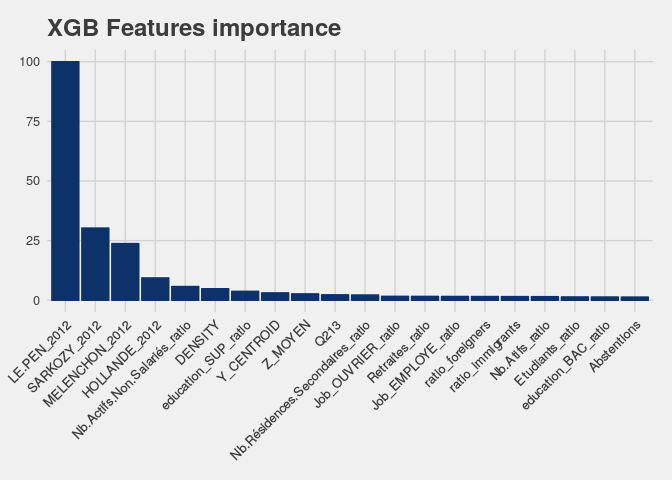 XGB Features importance
100
75
50
25
0
LE.PEN_2012
SARKOZY_2012
MELENCHON_2012
HOLLANDE_2012
Nb.Actifs.Non.Salariés_ratio
DENSITY
education_SUP_ratio
Y_CENTROID
Z_MOYEN
Q213
Nb.Résidences.Secondaires_ratio
Job_OUVRIER_ratio
Retraites_ratio
Job_EMPLOYE_ratio
ratio_foreigners
ratio_immigrants
Nb.Atifs_ratio
Etudiants_ratio
education_BAC_ratio
Abstentions